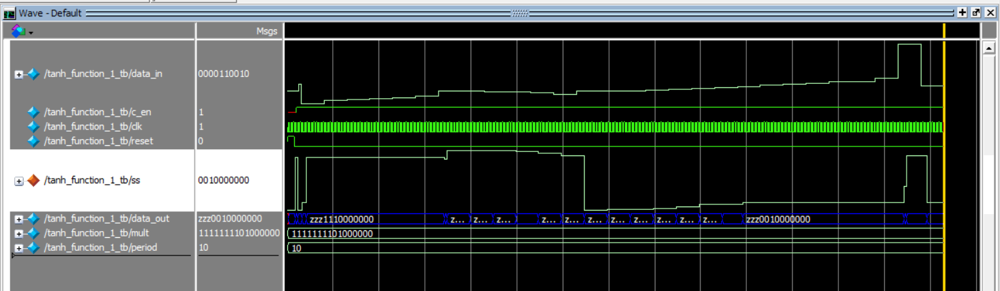 Wave - Default
Msgs
/tanh_function_1_tb/data_in 0000110010
/tanh_function_1_tb/c_en 1
/tanh_function_1_tb/clk 1
/tanh_function_1_tb/reset 0
/tanh_function_1_tb/ss 0010000000
/tanh_function_1_tb/data_out zzz0010000000 zzz1110000000 z... z... z... z... z... z... z... z... z... z... z... zzz0010000000
/tanh_function_1_tb/mult 1111111101000000 1111111101000000
/tanh_function_1_tb/period 10 10